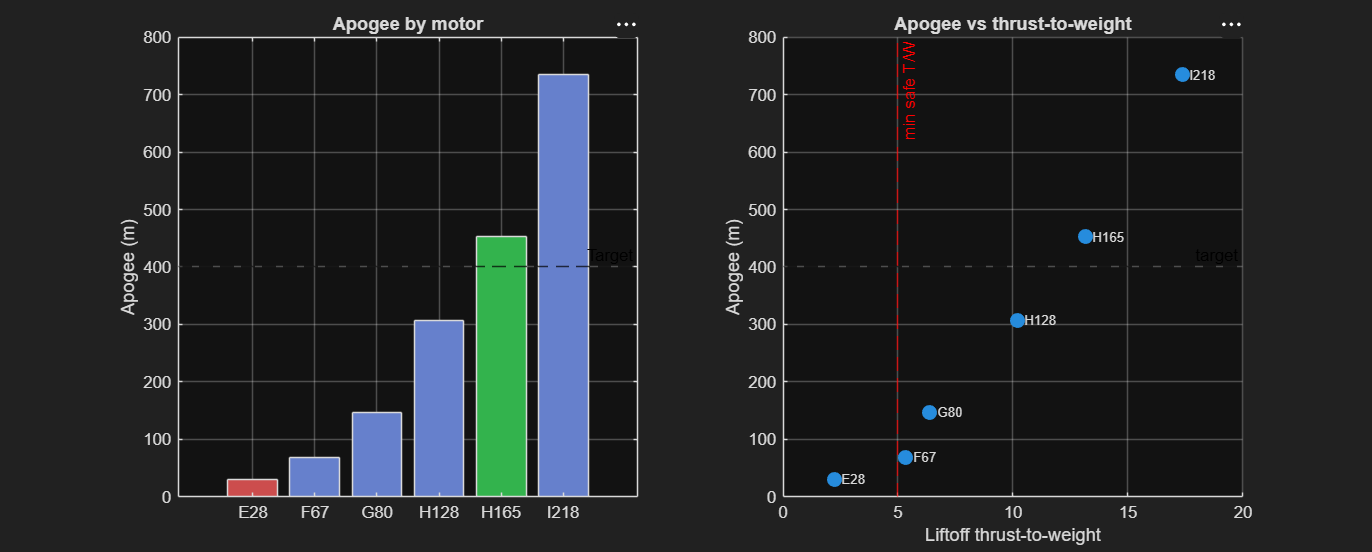 Apogee by motor
800
700
600
500
400
300
200
100
0
Apogee (m)
Target
E28 F67 G80 H128 H165 I218
Apogee vs thrust-to-weight
800
700
600
500
400
300
200
100
0
Apogee (m)
min safe T/W
I218
H165
target
H128
G80
F67
E28
0 5 10 15 20
Liftoff thrust-to-weight